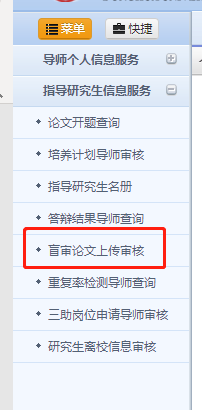 菜单 快捷
导师个人信息服务
指导研究生信息服务
论文开题查询
培养计划导师审核
指导研究生名册
答辩结果导师查询
盲审论文上传审核
重复率检测导师查询
三助岗位申请导师审核
研究生离校信息审核